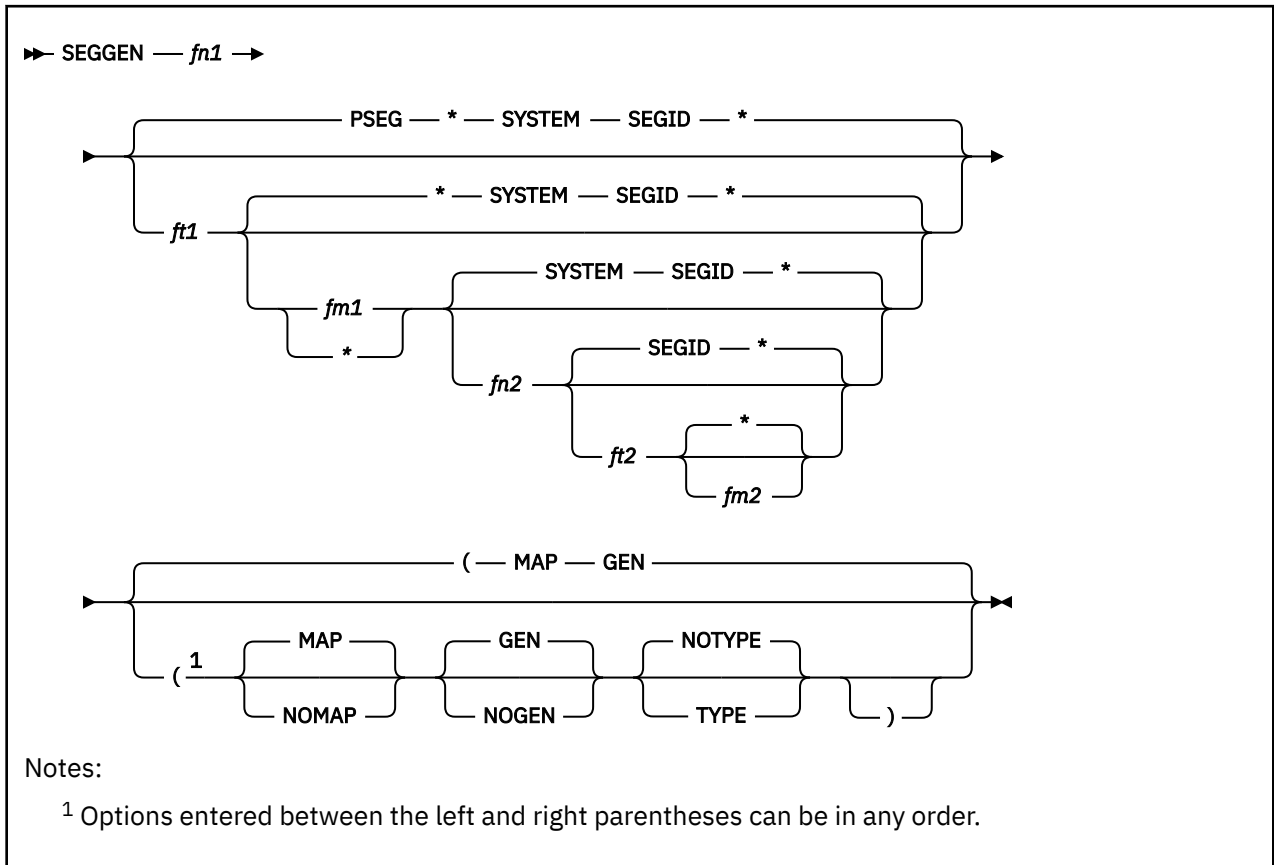 SEGGEN fn1
PSEG * SYSTEM SEGID *
* SYSTEM SEGID *
ft1
SYSTEM SEGID *
fm1
*
SEGID *
fn2
*
ft2
fm2
( MAP GEN
MAP GEN NOTYPE
( 1
NOMAP NOGEN TYPE )
Notes:
1 Options entered between the left and right parentheses can be in any order.